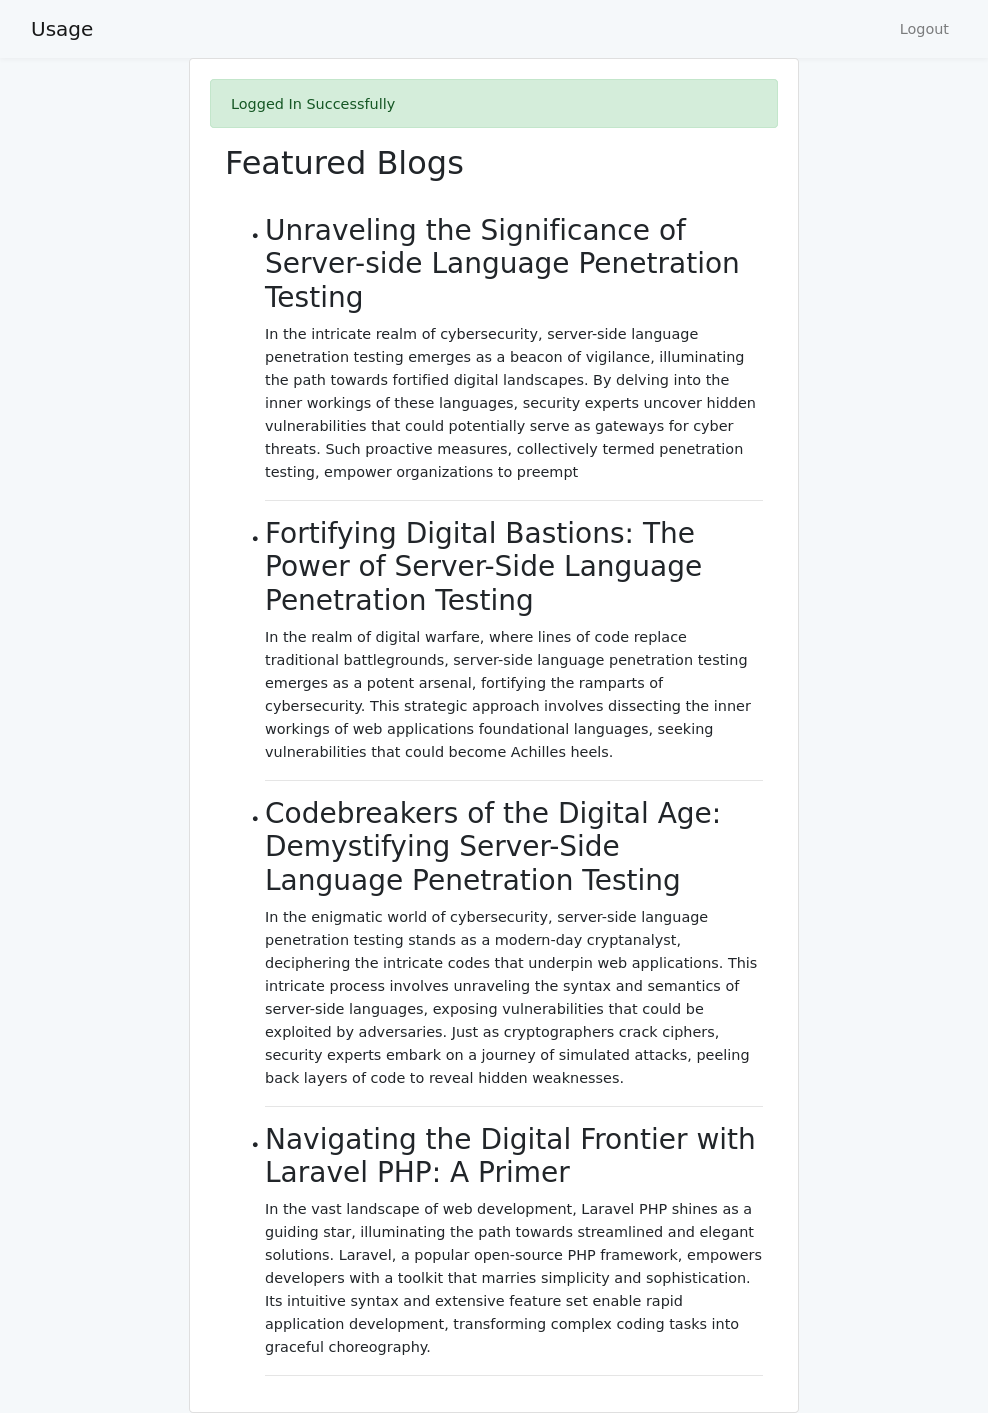 Usage
Logout
Logged In Successfully
Featured Blogs
Unraveling the Significance of
Server-side Language Penetration
Testing
In the intricate realm of cybersecurity, server-side language
penetration testing emerges as a beacon of vigilance, illuminating
the path towards fortified digital landscapes. By delving into the
inner workings of these languages, security experts uncover hidden
vulnerabilities that could potentially serve as gateways for cyber
threats. Such proactive measures, collectively termed penetration
testing, empower organizations to preempt
Fortifying Digital Bastions: The
Power of Server-Side Language
Penetration Testing
In the realm of digital warfare, where lines of code replace
traditional battlegrounds, server-side language penetration testing
emerges as a potent arsenal, fortifying the ramparts of
cybersecurity. This strategic approach involves dissecting the inner
workings of web applications foundational languages, seeking
vulnerabilities that could become Achilles heels.
Codebreakers of the Digital Age:
Demystifying Server-Side
Language Penetration Testing
In the enigmatic world of cybersecurity, server-side language
penetration testing stands as a modern-day cryptanalyst,
deciphering the intricate codes that underpin web applications. This
intricate process involves unraveling the syntax and semantics of
server-side languages, exposing vulnerabilities that could be
exploited by adversaries. Just as cryptographers crack ciphers,
security experts embark on a journey of simulated attacks, peeling
back layers of code to reveal hidden weaknesses.
Navigating the Digital Frontier with
Laravel PHP: A Primer
In the vast landscape of web development, Laravel PHP shines as a
guiding star, illuminating the path towards streamlined and elegant
solutions. Laravel, a popular open-source PHP framework, empowers
developers with a toolkit that marries simplicity and sophistication.
Its intuitive syntax and extensive feature set enable rapid
application development, transforming complex coding tasks into
graceful choreography.